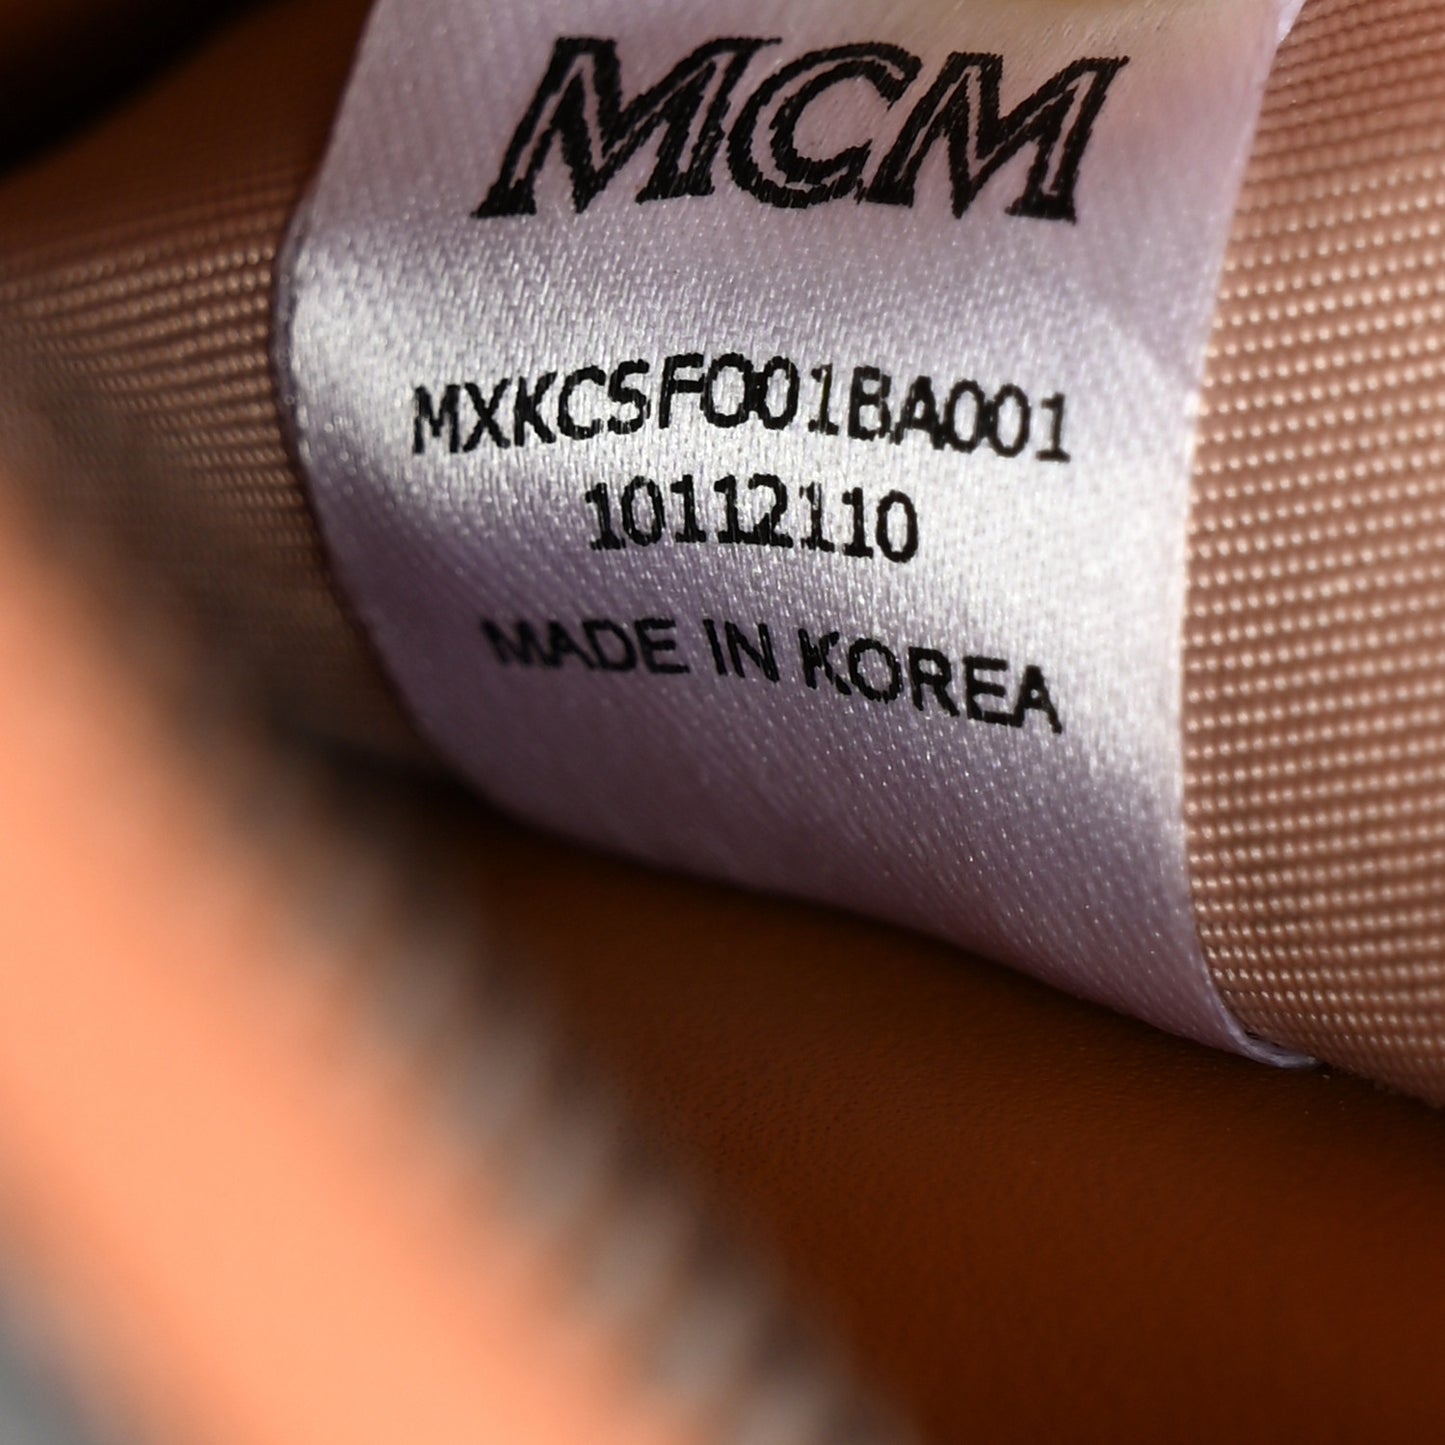 MCM
MXKCSFO01BA001
10112110
MADE IN KOREA